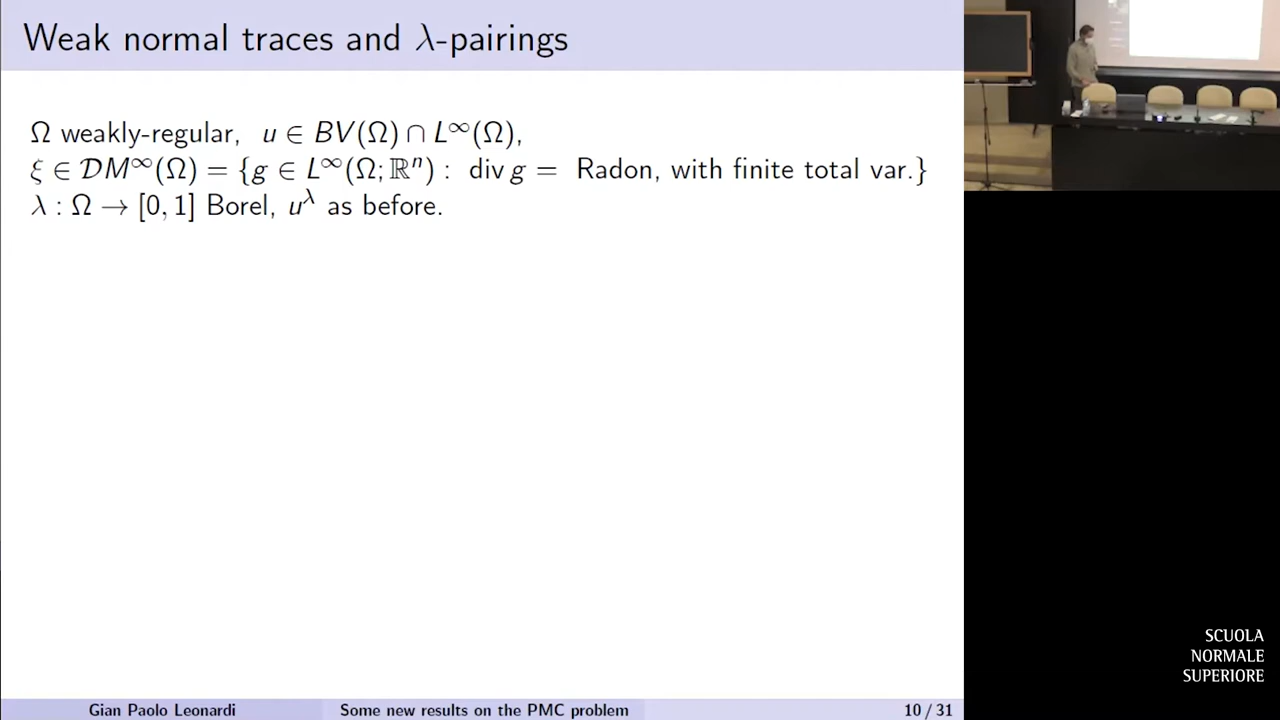 Weak normal traces and λ-pairings
Ω weakly-regular, u ∈ BV(Ω) ∩ L^∞(Ω),
ξ ∈ 𝒟M^∞(Ω) = {g ∈ L^∞(Ω; ℝⁿ) : div g = Radon, with finite total var.}
λ : Ω → [0, 1] Borel, u^λ as before.
Gian Paolo Leonardi Some new results on the PMC problem 10 / 31
SCUOLA
NORMALE
SUPERIORE